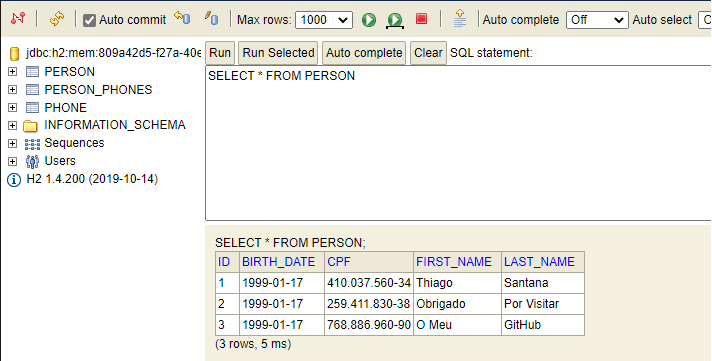 Auto commit Max rows: 1000 Auto complete Off Auto select
jdbc:h2:mem:809a42d5-f27a-40e
PERSON
PERSON_PHONES
PHONE
INFORMATION_SCHEMA
Sequences
Users
H2 1.4.200 (2019-10-14)
Run Run Selected Auto complete Clear SQL statement:
SELECT * FROM PERSON
SELECT * FROM PERSON;
ID BIRTH_DATE CPF FIRST_NAME LAST_NAME
1 1999-01-17 410.037.560-34 Thiago Santana
2 1999-01-17 259.411.830-38 Obrigado Por Visitar
3 1999-01-17 768.886.960-90 O Meu GitHub
(3 rows, 5 ms)